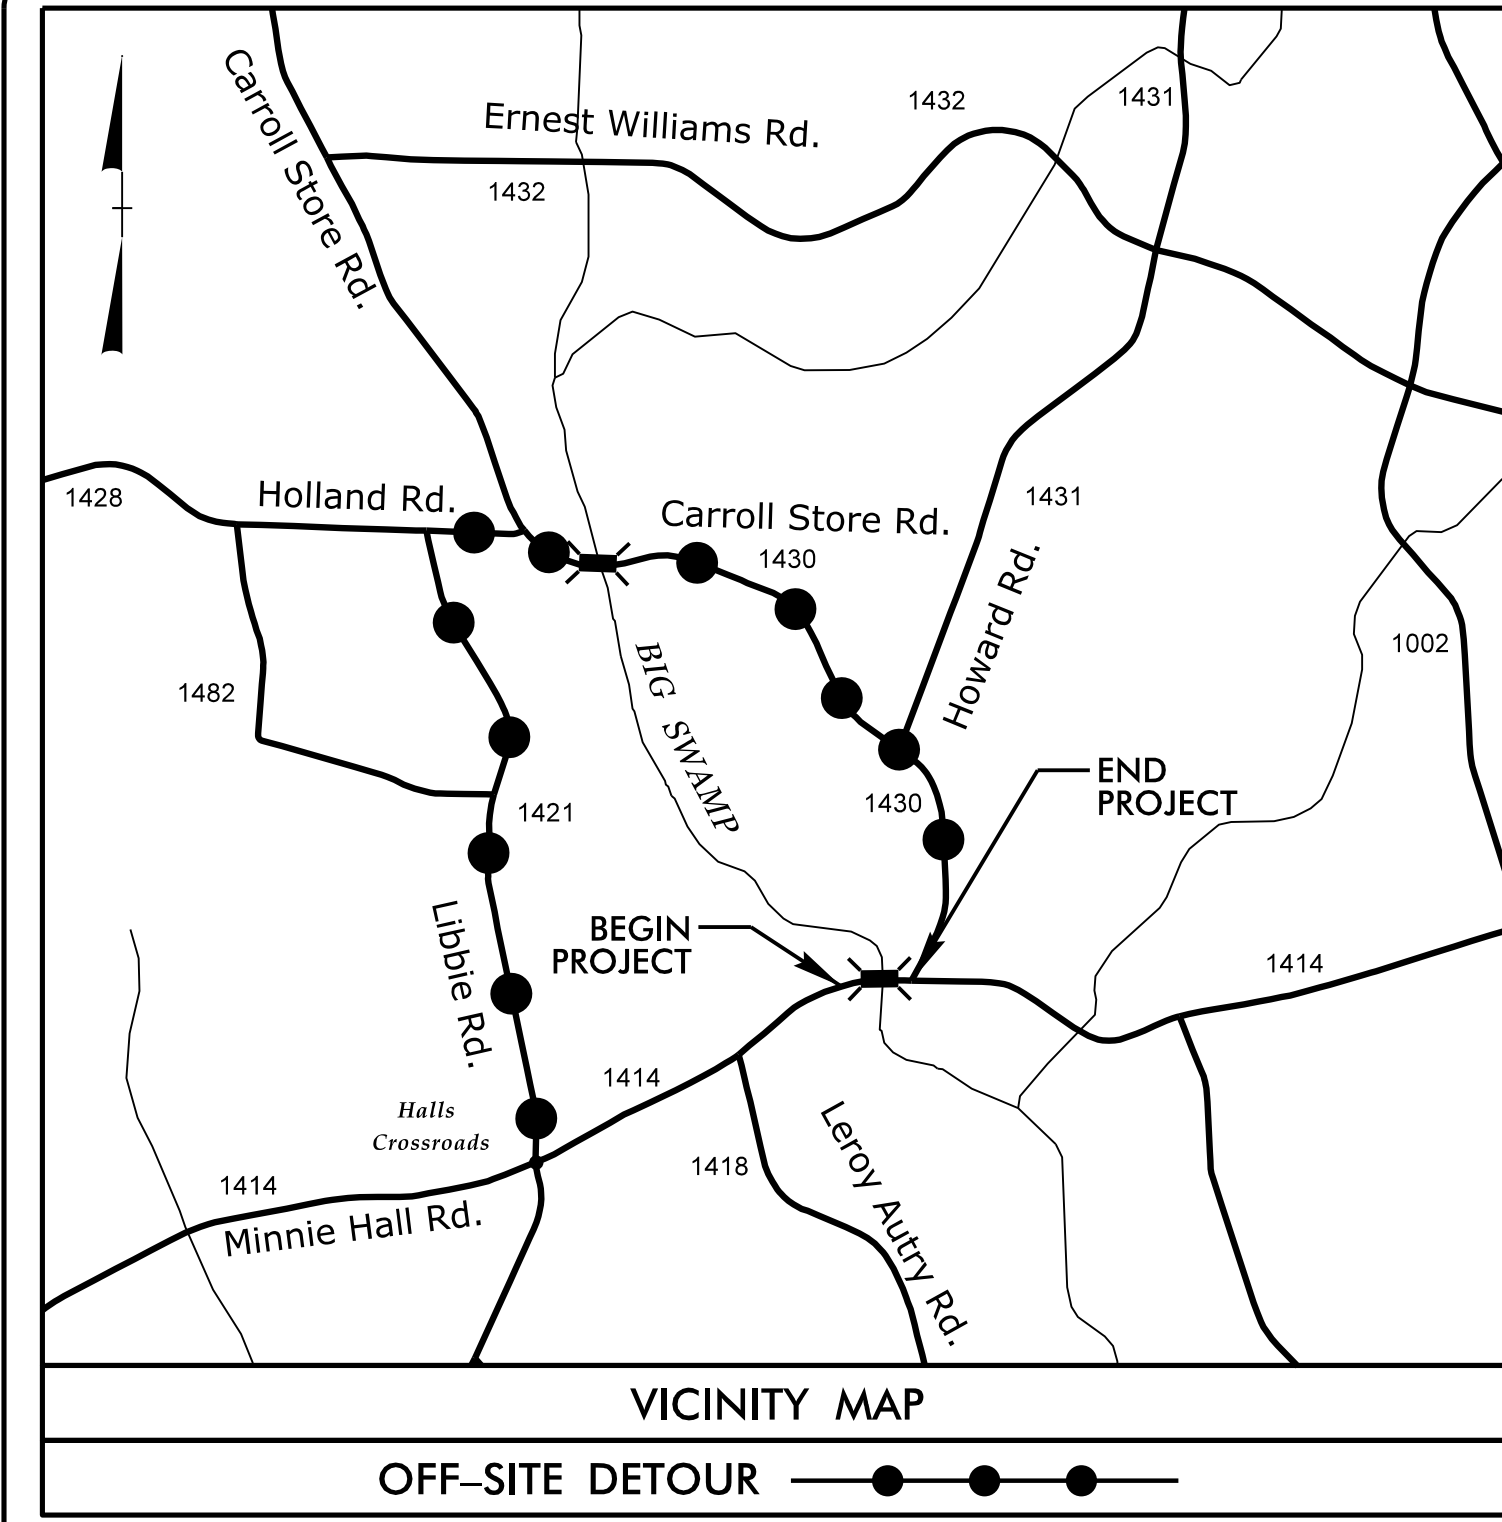 Carroll Store Rd.
Ernest Williams Rd.
1432
1431
1432
1428
Holland Rd.
Carroll Store Rd.
1430
1431
Howard Rd.
1002
1482
BIG SWAMP
1421
1430
END
PROJECT
BEGIN
PROJECT
Libbie Rd.
1414
1414
Halls
Crossroads
1418
Leroy Autry Rd.
1414
Minnie Hall Rd.
VICINITY MAP
OFF–SITE DETOUR